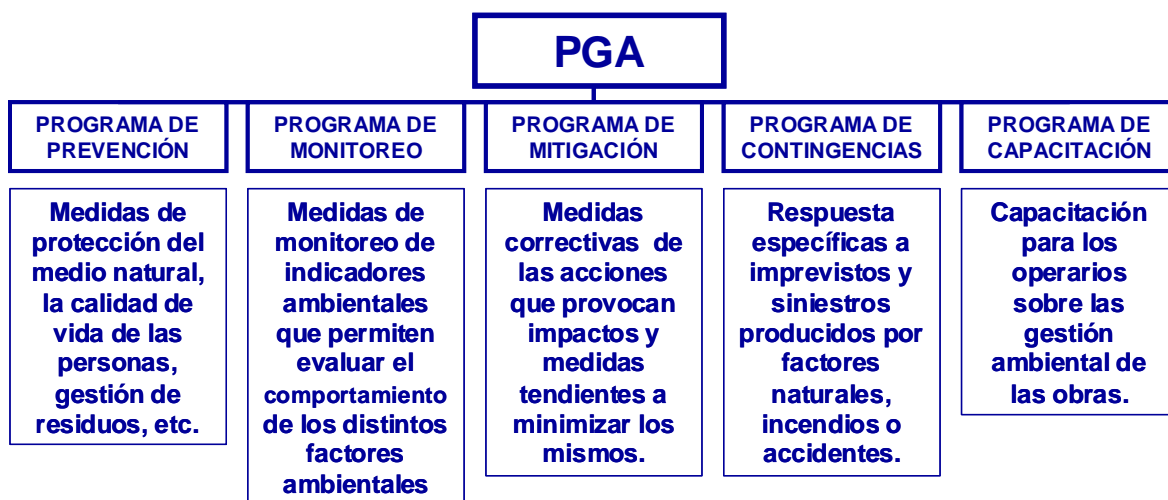 PGA
PROGRAMA DE
PREVENCIÓN
PROGRAMA DE
MONITOREO
PROGRAMA DE
MITIGACIÓN
PROGRAMA DE
CONTINGENCIAS
PROGRAMA DE
CAPACITACIÓN
Medidas de
protección del
medio natural,
la calidad de
vida de las
personas,
gestión de
residuos, etc.
Medidas de
monitoreo de
indicadores
ambientales
que permiten
evaluar el
comportamiento
de los distintos
factores
ambientales
Medidas
correctivas de
las acciones
que provocan
impactos y
medidas
tendientes a
minimizar los
mismos.
Respuesta
específicas a
imprevistos y
siniestros
producidos por
factores
naturales,
incendios o
accidentes.
Capacitación
para los
operarios
sobre las
gestión
ambiental de
las obras.